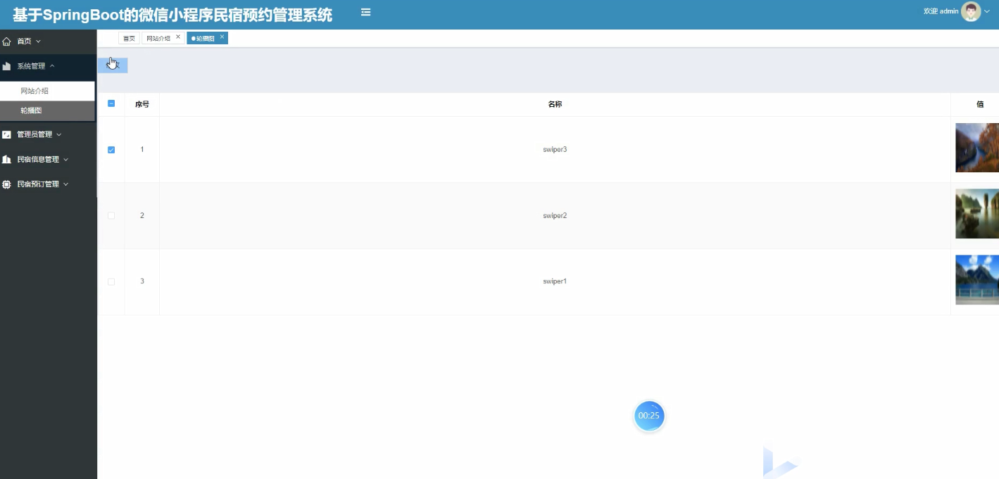 基于SpringBoot的微信小程序民宿预约管理系统
欢迎 admin
首页
系统管理
网站介绍
轮播图
管理员管理
民宿信息管理
民宿预订管理
首页 网站介绍 × 轮播图 ×
序号 名称 值
1 swiper3
2 swiper2
3 swiper1
00:25